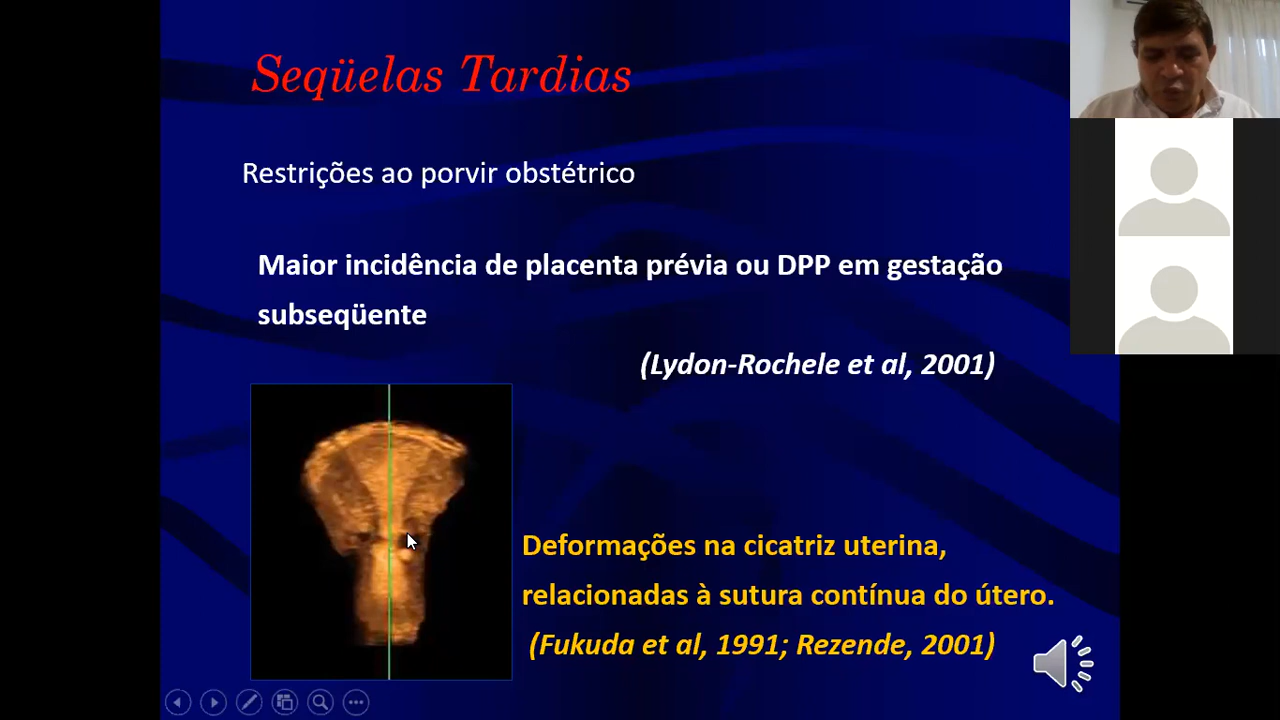 Seqüelas Tardias
Restrições ao porvir obstétrico
Maior incidência de placenta prévia ou DPP em gestação
subseqüente
(Lydon-Rochele et al, 2001)
Deformações na cicatriz uterina,
relacionadas à sutura contínua do útero.
(Fukuda et al, 1991; Rezende, 2001)